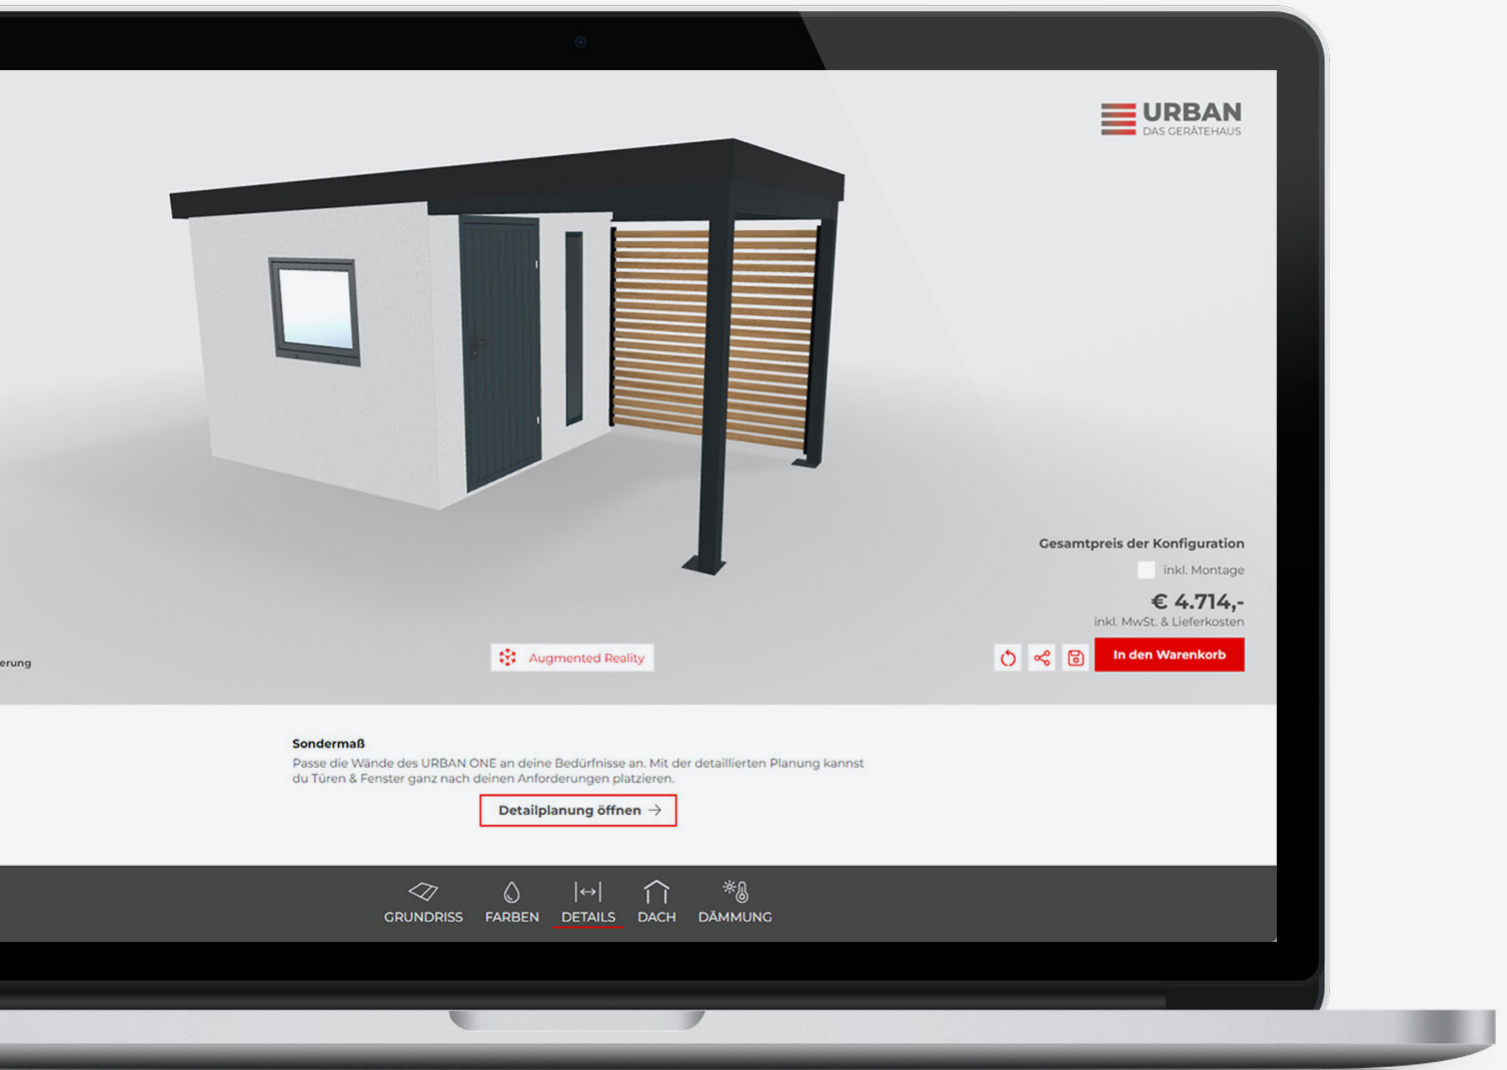 URBAN
DAS GERÄTEHAUS
Gesamtpreis der Konfiguration
inkl. Montage
€ 4.714,-
inkl. MwSt. & Lieferkosten
erung
Augmented Reality
In den Warenkorb
Sondermaß
Passe die Wände des URBAN ONE an deine Bedürfnisse an. Mit der detaillierten Planung kannst
du Türen & Fenster ganz nach deinen Anforderungen platzieren.
Detailplanung öffnen →
GRUNDRISS FARBEN DETAILS DACH DÄMMUNG